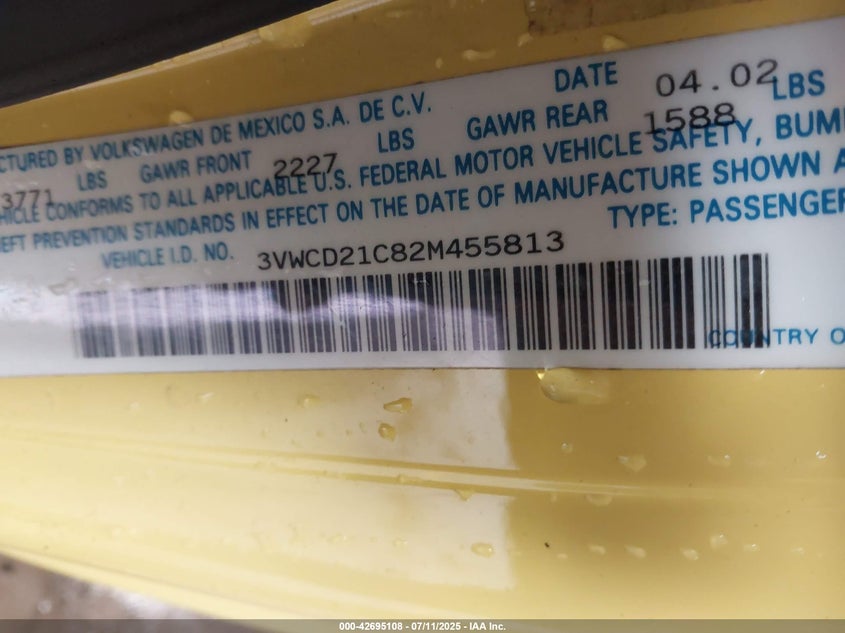 DATE 04.02
CTURED BY VOLKSWAGEN DE MEXICO S.A. DE C.V.
3771 LBS GAWR FRONT 2227 LBS GAWR REAR 1588 LBS
HICLE CONFORMS TO ALL APPLICABLE U.S. FEDERAL MOTOR VEHICLE SAFETY, BUM
EFT PREVENTION STANDARDS IN EFFECT ON THE DATE OF MANUFACTURE SHOWN A
VEHICLE I.D. NO. 3VWCD21C82M455813 TYPE: PASSENGER
COUNTRY O
000-42695108 - 07/11/2025 - IAA Inc.